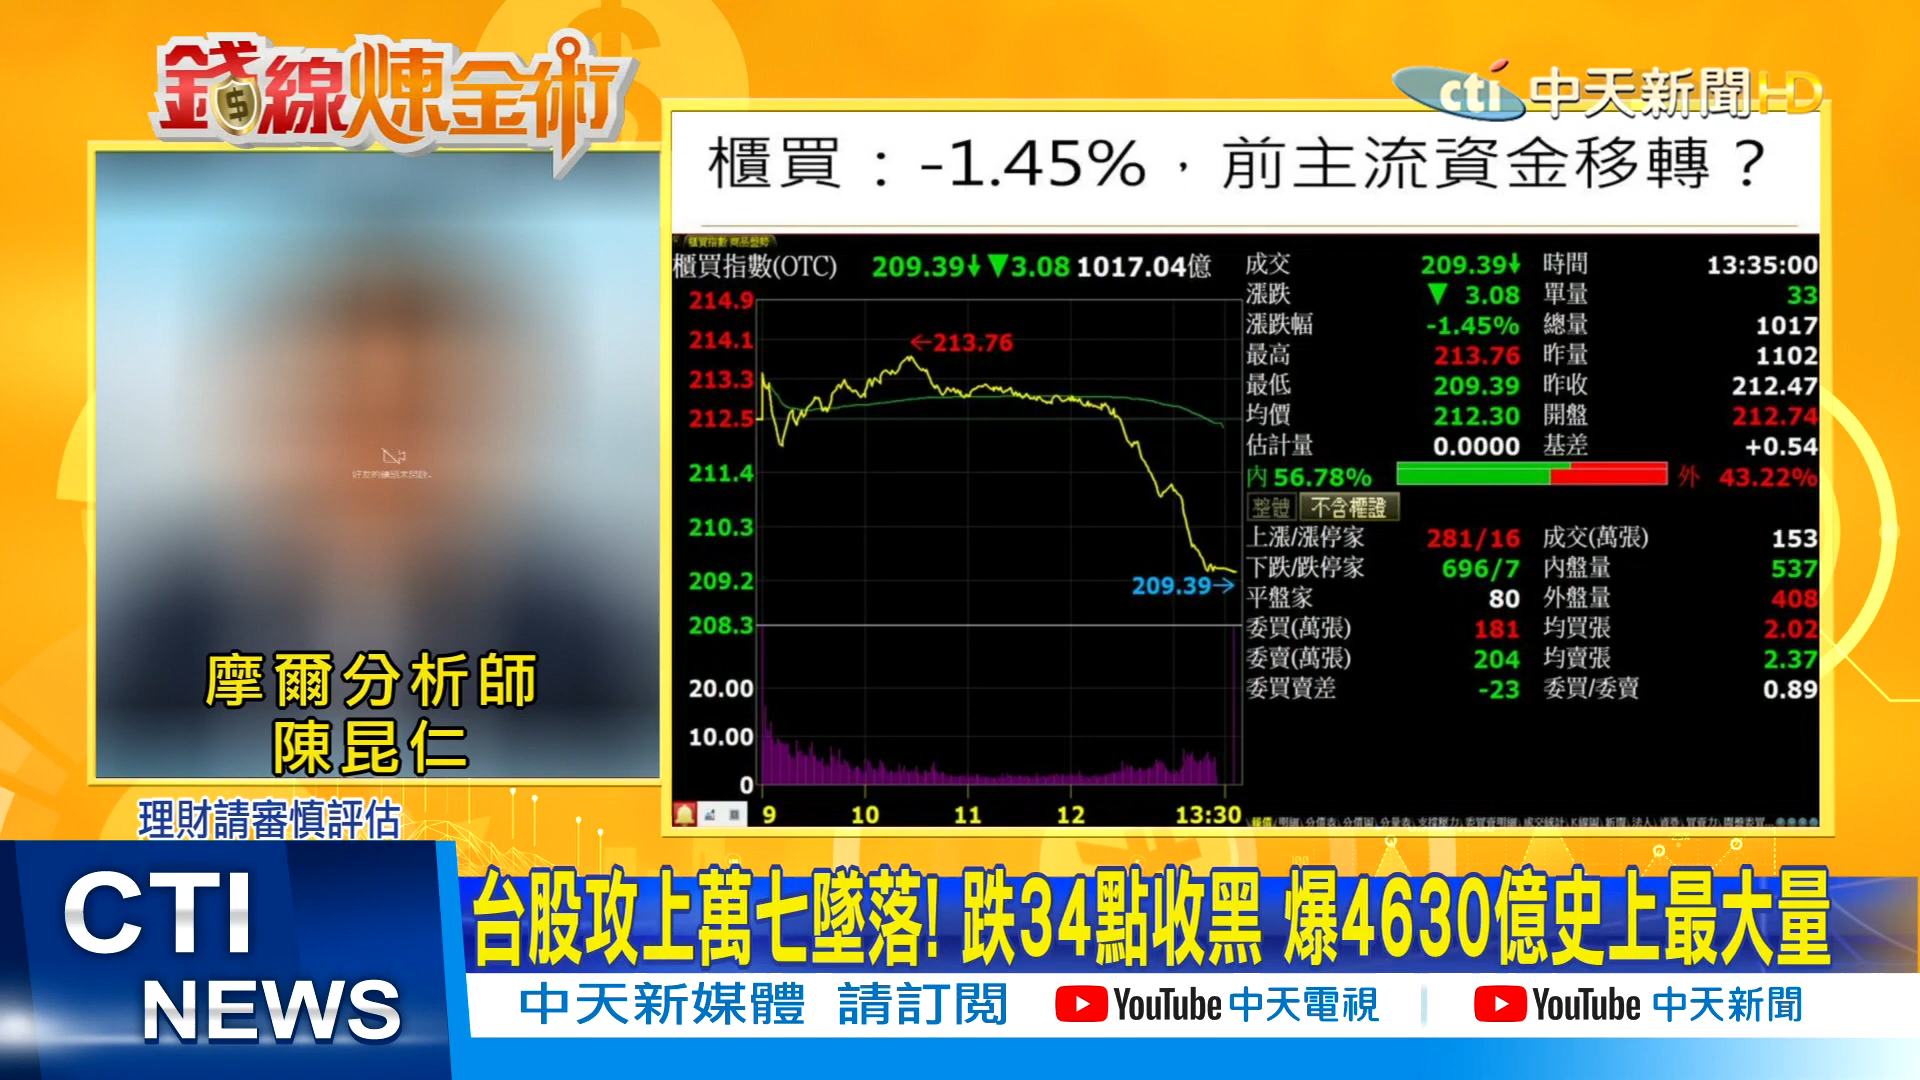 錢線煉金術
cti 中天新聞HD
櫃買：-1.45%，前主流資金移轉？
櫃買指數(OTC) 209.39↓ ▼3.08 1017.04億
214.9
214.1
213.3
212.5
211.4
210.3
209.2
208.3
20.00
10.00
0
←213.76
209.39→
9 10 11 12 13:30
成交 209.39↓ 時間 13:35:00
漲跌 ▼ 3.08 單量 33
漲跌幅 -1.45% 總量 1017
最高 213.76 昨量 1102
最低 209.39 昨收 212.47
均價 212.30 開盤 212.74
估計量 0.0000 基差 +0.54
內 56.78% 外 43.22%
整體 不含權證
上漲/漲停家 281/16 成交(萬張) 153
下跌/跌停家 696/7 內盤量 537
平盤家 80 外盤量 408
委買(萬張) 181 均買張 2.02
委賣(萬張) 204 均賣張 2.37
委買賣差 -23 委買/委賣 0.89
摩爾分析師
陳昆仁
理財請審慎評估
CTI
NEWS
台股攻上萬七墜落! 跌34點收黑 爆4630億史上最大量
中天新媒體 請訂閱 YouTube 中天電視 YouTube 中天新聞